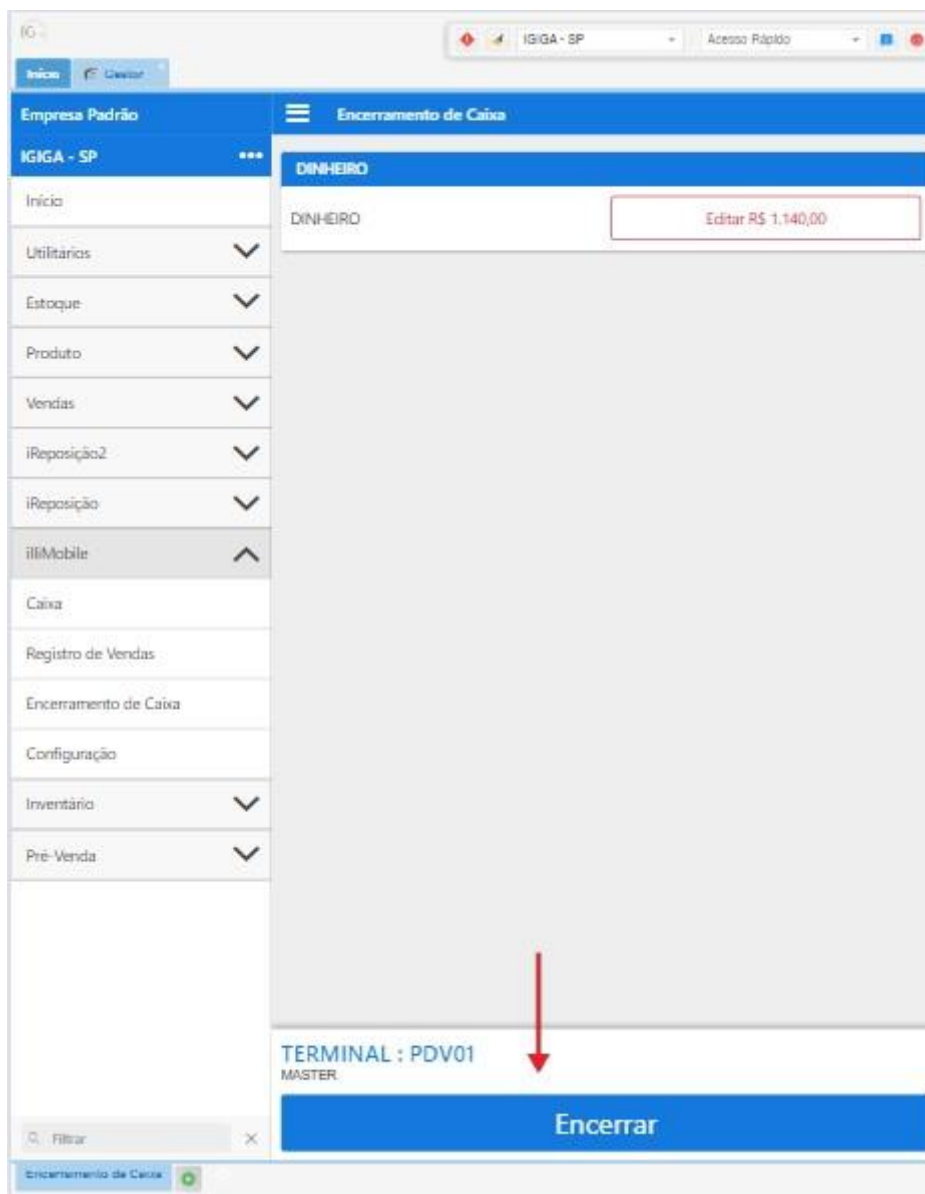 IG
IGIGA - SP
Acesso Rápido
Início
Gestor
Empresa Padrão
Encerramento de Caixa
IGIGA - SP
DINHEIRO
Início
DINHEIRO
Editar R$ 1.140,00
Utilitários
Estoque
Produto
Vendas
iReposição2
iReposição
illiMobile
Caixa
Registro de Vendas
Encerramento de Caixa
Configuração
Inventário
Pré-Venda
TERMINAL : PDV01
MASTER
Encerrar
Filtrar
Encerramento de Caixa